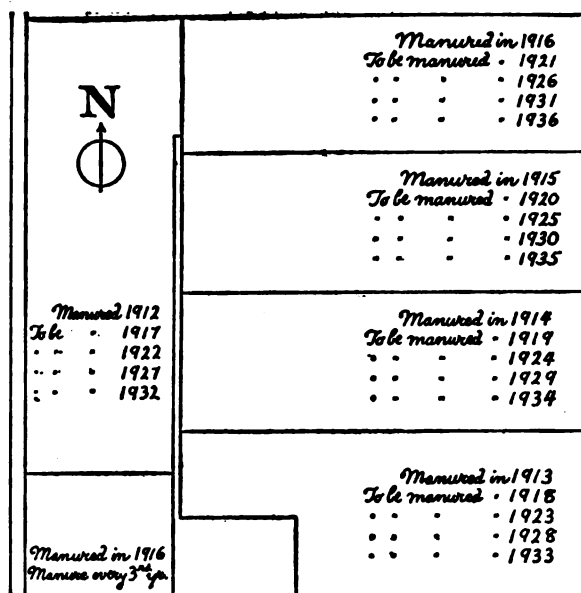 N
Manured in 1916
To be manured " 1921
" " " " 1926
" " " " 1931
" " " " 1936
Manured in 1915
To be manured " 1920
" " " " 1925
" " " " 1930
" " " " 1935
Manured 1912
To be " 1917
" " " 1922
" " " 1927
" " " 1932
Manured in 1914
To be manured " 1919
" " " " 1924
" " " " 1929
" " " " 1934
Manured in 1913
To be manured " 1918
" " " " 1923
" " " " 1928
" " " " 1933
Manured in 1916
Manure every 3rd yr.